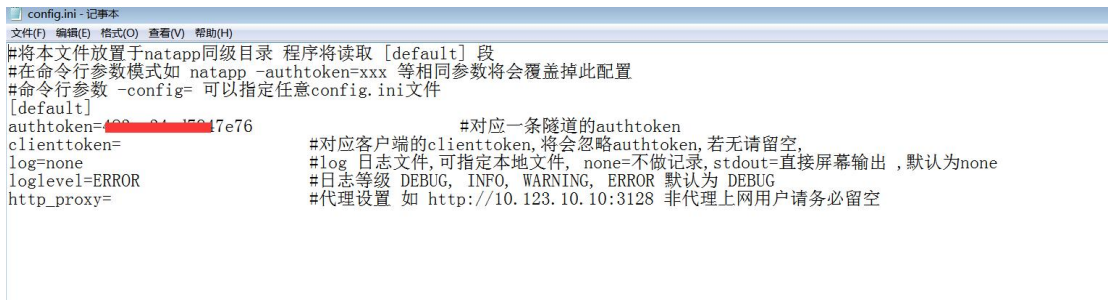 config.ini - 记事本
文件(F) 编辑(E) 格式(O) 查看(V) 帮助(H)
#将本文件放置于natapp同级目录 程序将读取 [default] 段
#在命令行参数模式如 natapp -authtoken=xxx 等相同参数将会覆盖掉此配置
#命令行参数 -config= 可以指定任意config.ini文件
[default]
authtoken= 47e76 #对应一条隧道的authtoken
clienttoken= #对应客户端的clienttoken,将会忽略authtoken,若无请留空,
log=none #log 日志文件,可指定本地文件, none=不做记录,stdout=直接屏幕输出 ,默认为none
loglevel=ERROR #日志等级 DEBUG, INFO, WARNING, ERROR 默认为 DEBUG
http_proxy= #代理设置 如 http://10.123.10.10:3128 非代理上网用户请务必留空